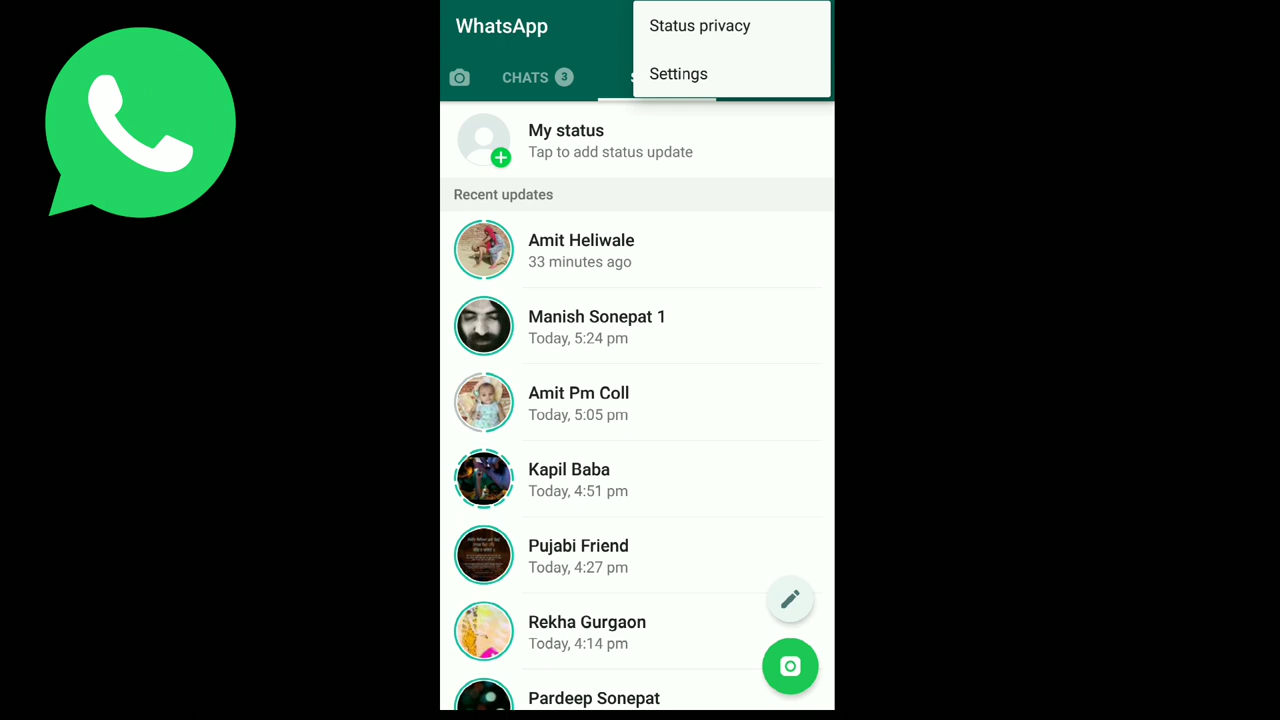 WhatsApp
Status privacy
CHATS 3
Settings
My status
Tap to add status update
Recent updates
Amit Heliwale
33 minutes ago
Manish Sonepat 1
Today, 5:24 pm
Amit Pm Coll
Today, 5:05 pm
Kapil Baba
Today, 4:51 pm
Pujabi Friend
Today, 4:27 pm
Rekha Gurgaon
Today, 4:14 pm
Pardeep Sonepat